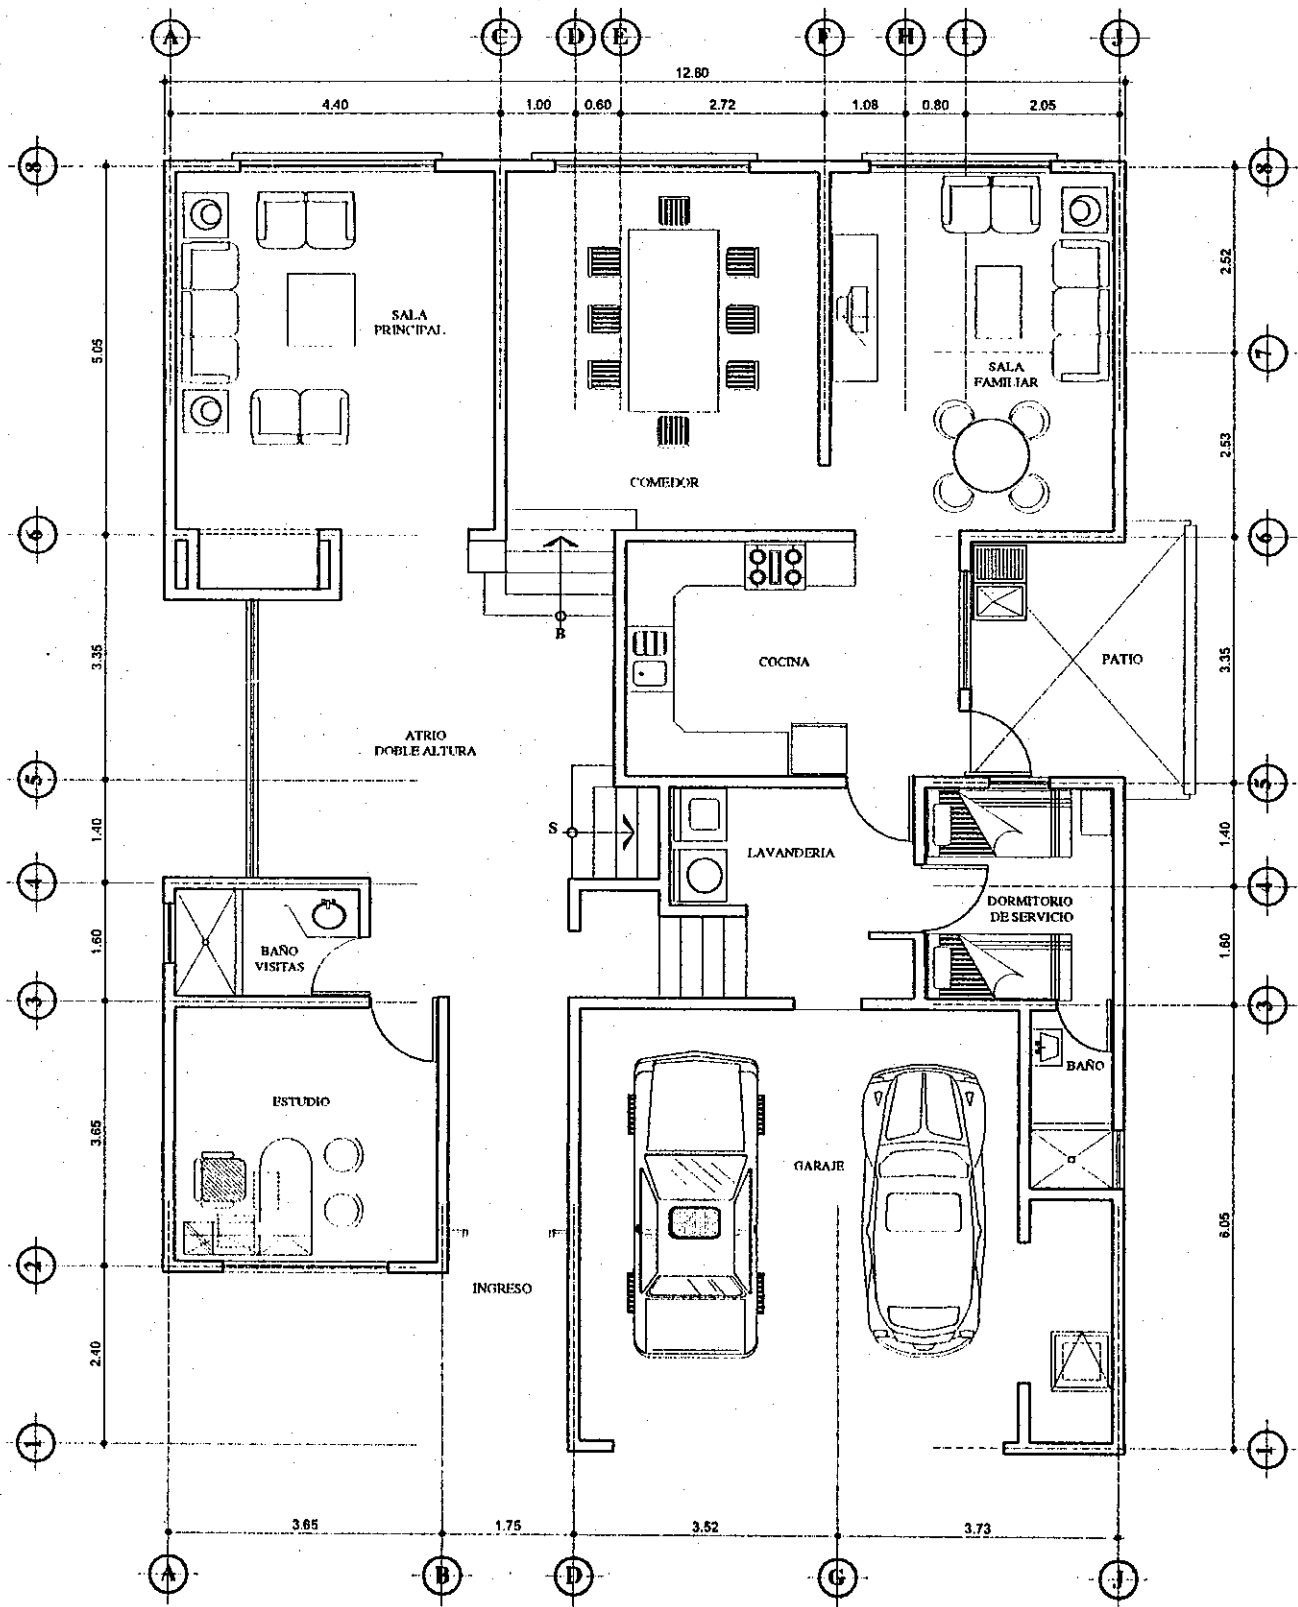 A C D E F H I J
12.80
4.40 1.00 0.60 2.72 1.08 0.80 2.05
8 8
2.52
SALA
PRINCIPAL
5.05
7
SALA
FAMILIAR
2.53
COMEDOR
6 6
B
COCINA
PATIO
3.35 3.35
ATRIO
DOBLE ALTURA
5 5
S
LAVANDERIA
1.40 1.40
4 4
DORMITORIO
DE SERVICIO
BAÑO
VISITAS
1.60 1.60
3 3
BAÑO
ESTUDIO
3.65
GARAJE
6.05
2
INGRESO
2.40
1 1
3.65 1.75 3.52 3.73
A B D G J